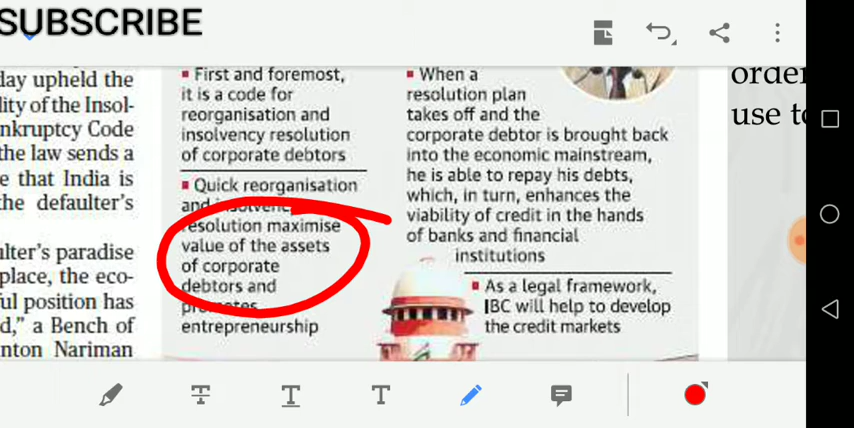 SUBSCRIBE
day upheld the
lity of the Insol-
nkruptcy Code
the law sends a
e that India is
the defaulter's
ulter's paradise
place, the eco-
ful position has
d," a Bench of
nton Nariman
First and foremost,
it is a code for
reorganisation and
insolvency resolution
of corporate debtors
Quick reorganisation
and insolvency
resolution maximise
value of the assets
of corporate
debtors and
promotes
entrepreneurship
When a
resolution plan
takes off and the
corporate debtor is brought back
into the economic mainstream,
he is able to repay his debts,
which, in turn, enhances the
viability of credit in the hands
of banks and financial
institutions
As a legal framework,
IBC will help to develop
the credit markets
order
use to
T
T
T